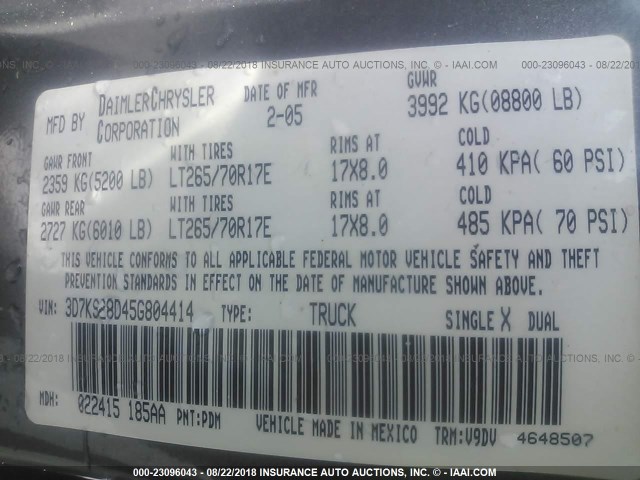 000-23096043 - 08/22/2018 - INSURANCE AUTO AUCTIONS, INC. - © - IAAI.COM
MFD BY DAIMLERCHRYSLER CORPORATION DATE OF MFR 2-05 GVWR 3992 KG(08800 LB)
GAWR FRONT WITH TIRES RIMS AT COLD
2359 KG(5200 LB) LT265/70R17E 17X8.0 410 KPA( 60 PSI)
GAWR REAR WITH TIRES RIMS AT COLD
2727 KG(6010 LB) LT265/70R17E 17X8.0 485 KPA( 70 PSI)
THIS VEHICLE CONFORMS TO ALL APPLICABLE FEDERAL MOTOR VEHICLE SAFETY AND THEFT
PREVENTION STANDARDS IN EFFECT ON THE DATE OF MANUFACTURE SHOWN ABOVE.
VIN: 3D7KS28D45G804414 TYPE: TRUCK SINGLE X DUAL
MDH: 022415 185AA PNT:PDM VEHICLE MADE IN MEXICO TRM:V9DV 4648507
000-23096043 - 08/22/2018 - INSURANCE AUTO AUCTIONS, INC. - © - IAAI.COM